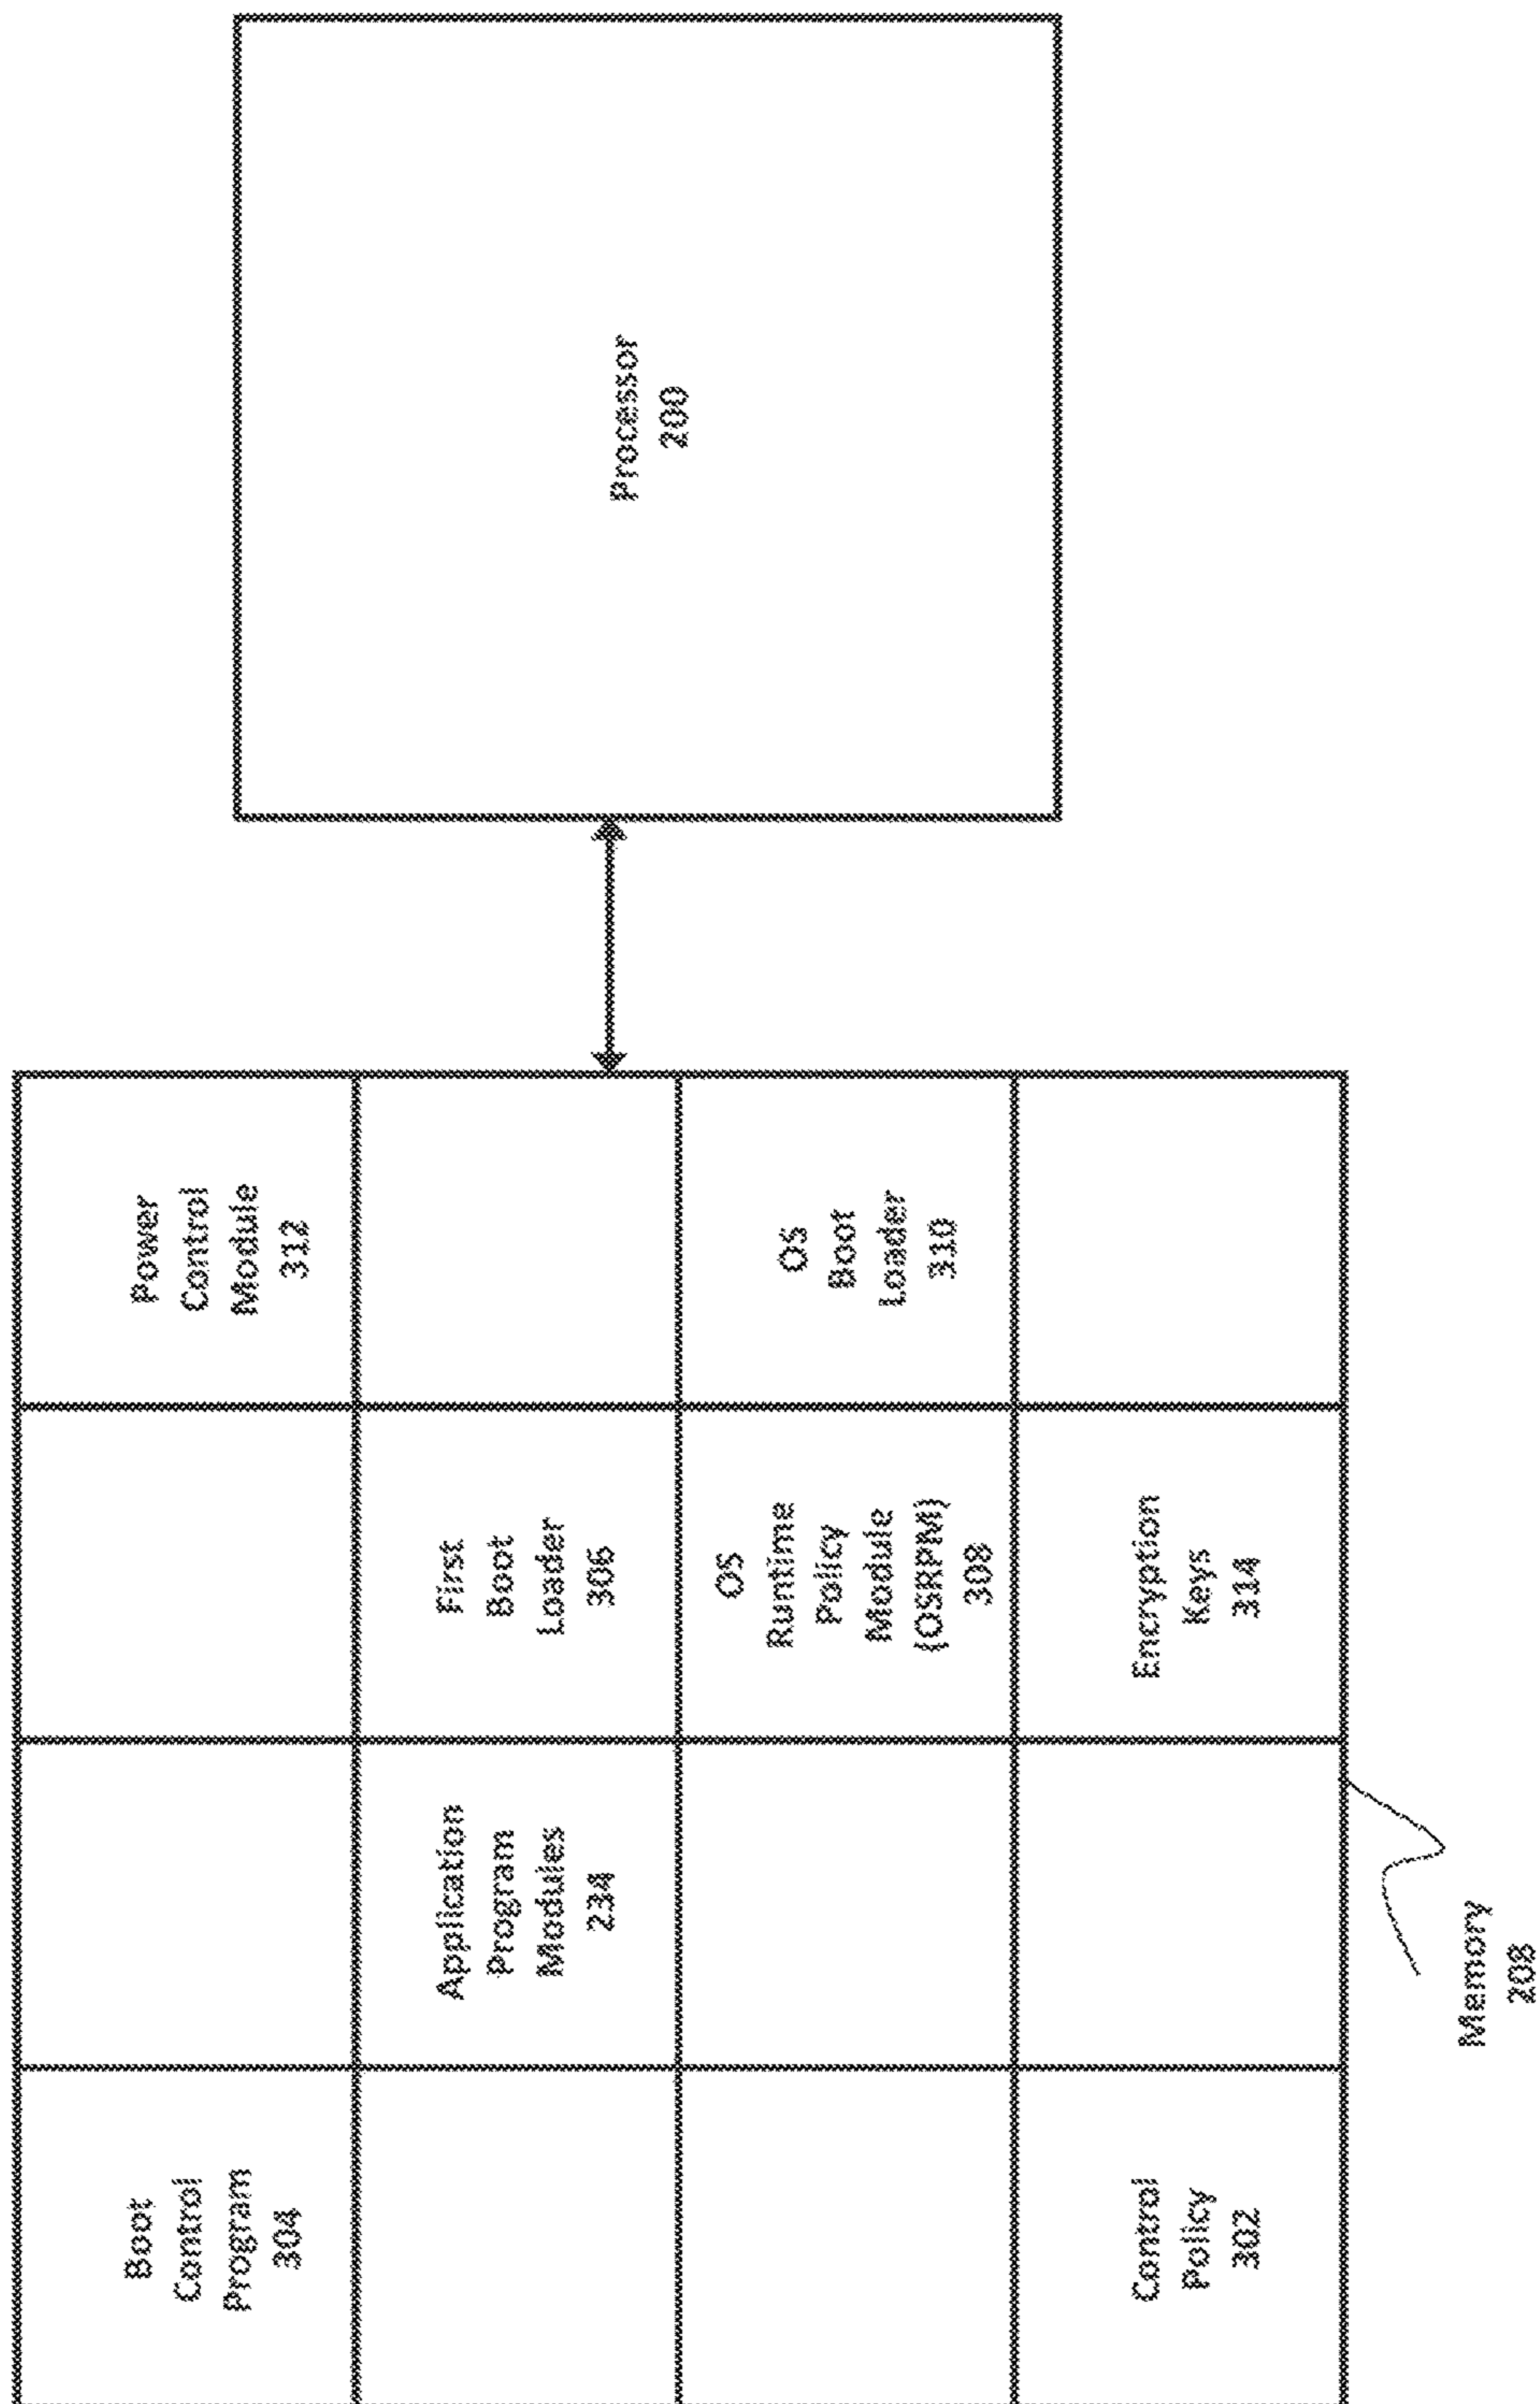 Boot
Control
Program
304
Power
Control
Module
312
Application
Program
Modules
234
First
Boot
Loader
306
OS
Runtime
Policy
Module
(OSRPM)
308
OS
Boot
Loader
310
Control
Policy
302
Encryption
Keys
314
Memory
208
Processor
200